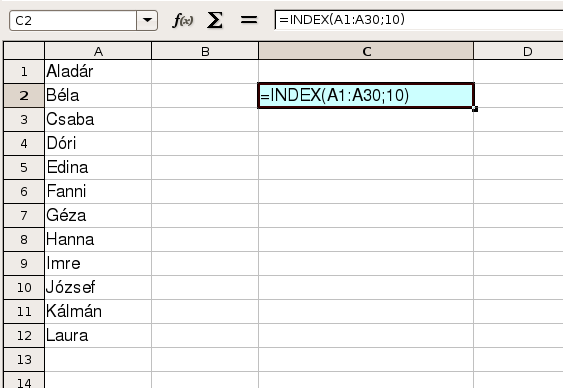 C2 f(x) Σ = =INDEX(A1:A30;10)
A B C D
1 Aladár
2 Béla =INDEX(A1:A30;10)
3 Csaba
4 Dóri
5 Edina
6 Fanni
7 Géza
8 Hanna
9 Imre
10 József
11 Kálmán
12 Laura
13
14